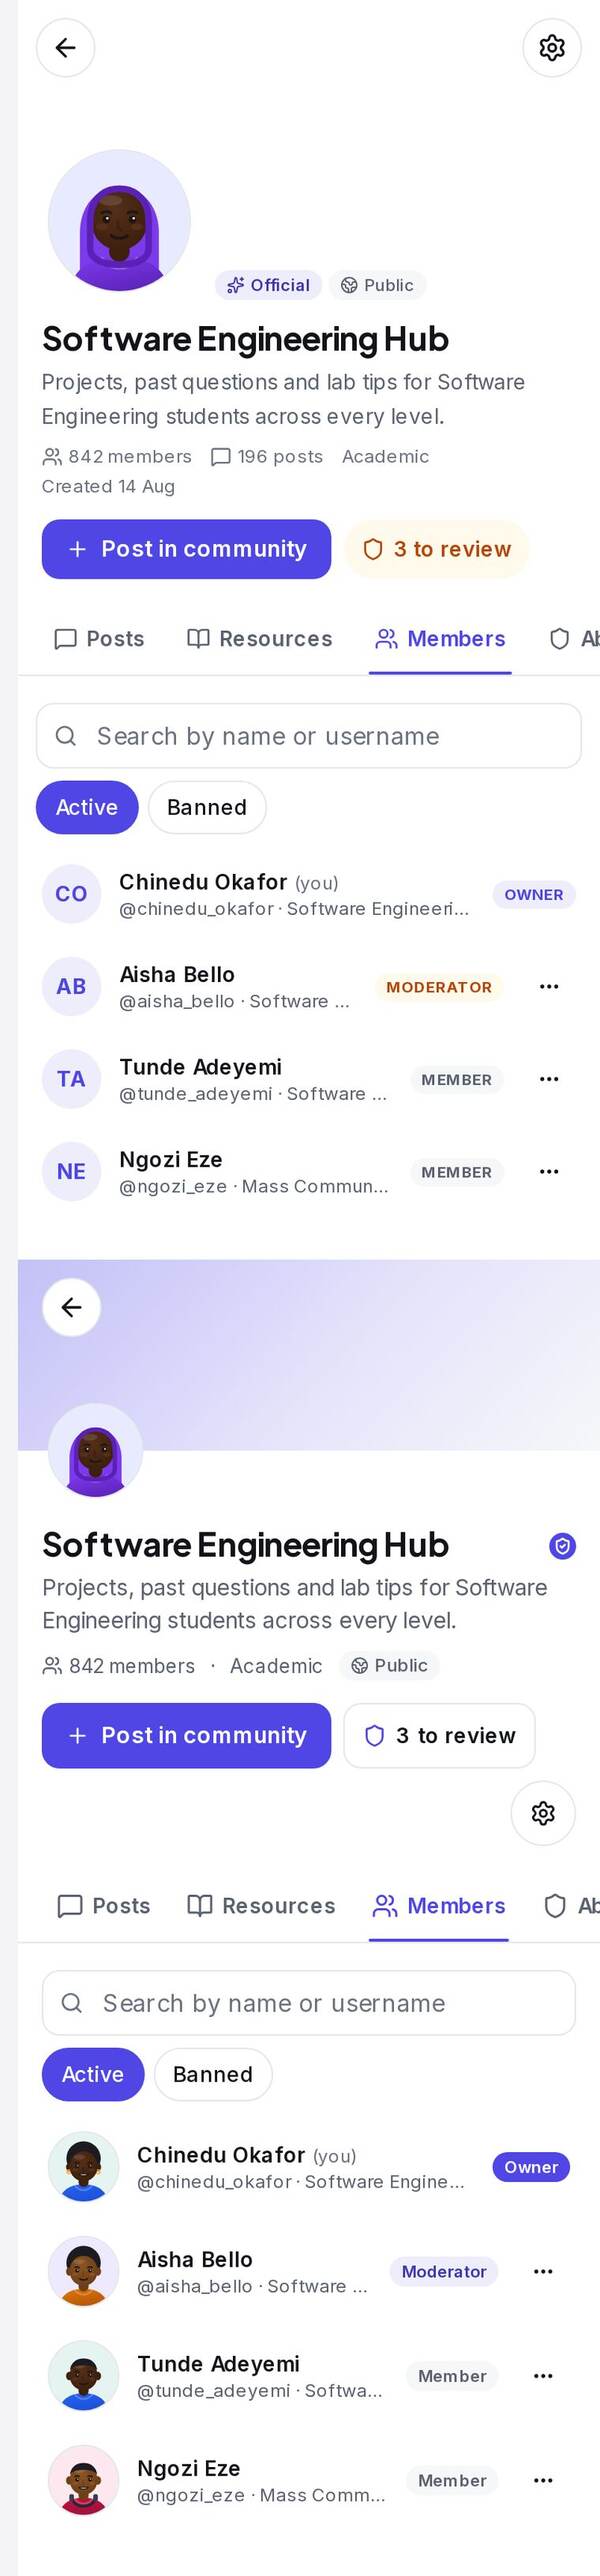 Official Public
Software Engineering Hub
Projects, past questions and lab tips for Software
Engineering students across every level.
842 members 196 posts Academic
Created 14 Aug
Post in community 3 to review
Posts Resources Members Ab
Search by name or username
Active Banned
CO Chinedu Okafor (you) OWNER
@chinedu_okafor · Software Engineeri...
AB Aisha Bello MODERATOR
@aisha_bello · Software ...
TA Tunde Adeyemi MEMBER
@tunde_adeyemi · Software ...
NE Ngozi Eze MEMBER
@ngozi_eze · Mass Commun...
Software Engineering Hub
Projects, past questions and lab tips for Software
Engineering students across every level.
842 members · Academic Public
Post in community 3 to review
Posts Resources Members Ab
Search by name or username
Active Banned
Chinedu Okafor (you) Owner
@chinedu_okafor · Software Engine...
Aisha Bello Moderator
@aisha_bello · Software ...
Tunde Adeyemi Member
@tunde_adeyemi · Softwa...
Ngozi Eze Member
@ngozi_eze · Mass Comm...